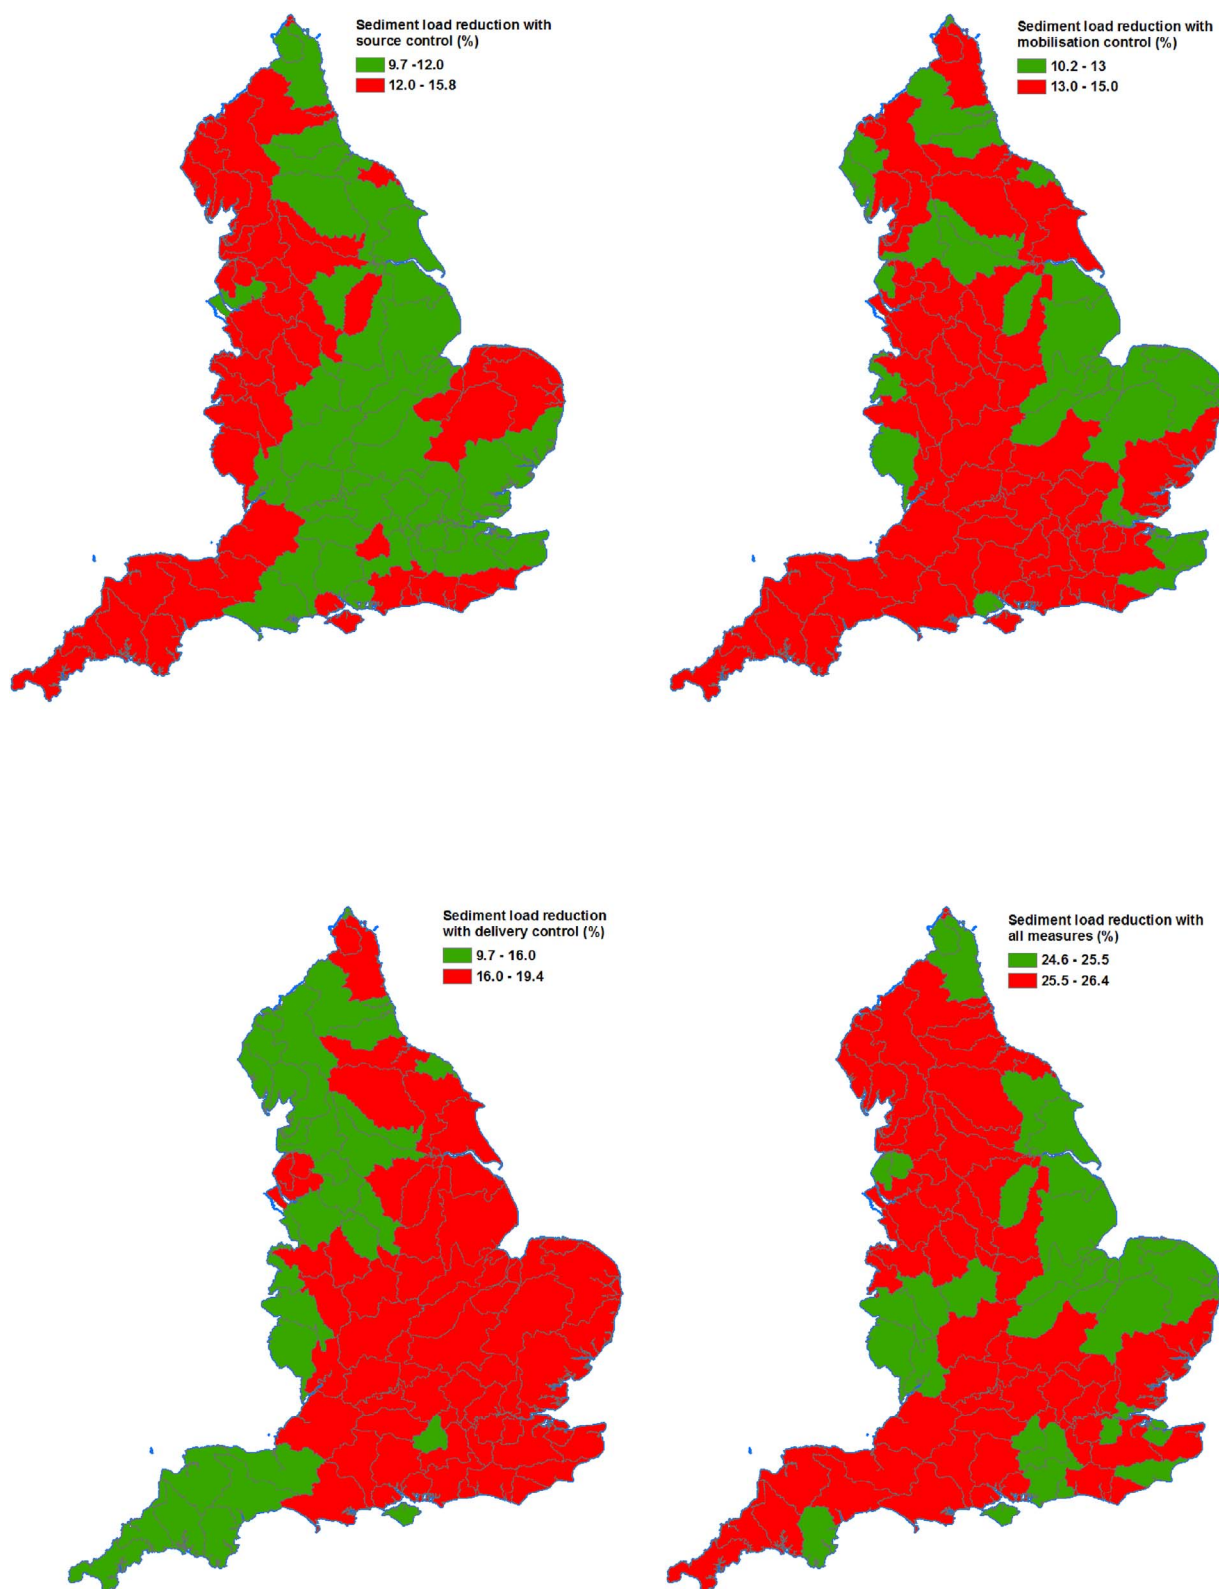 Sediment load reduction with
source control (%)
9.7 -12.0
12.0 - 15.8
Sediment load reduction with
mobilisation control (%)
10.2 - 13
13.0 - 15.0
Sediment load reduction
with delivery control (%)
9.7 - 16.0
16.0 - 19.4
Sediment load reduction with
all measures (%)
24.6 - 25.5
25.5 - 26.4